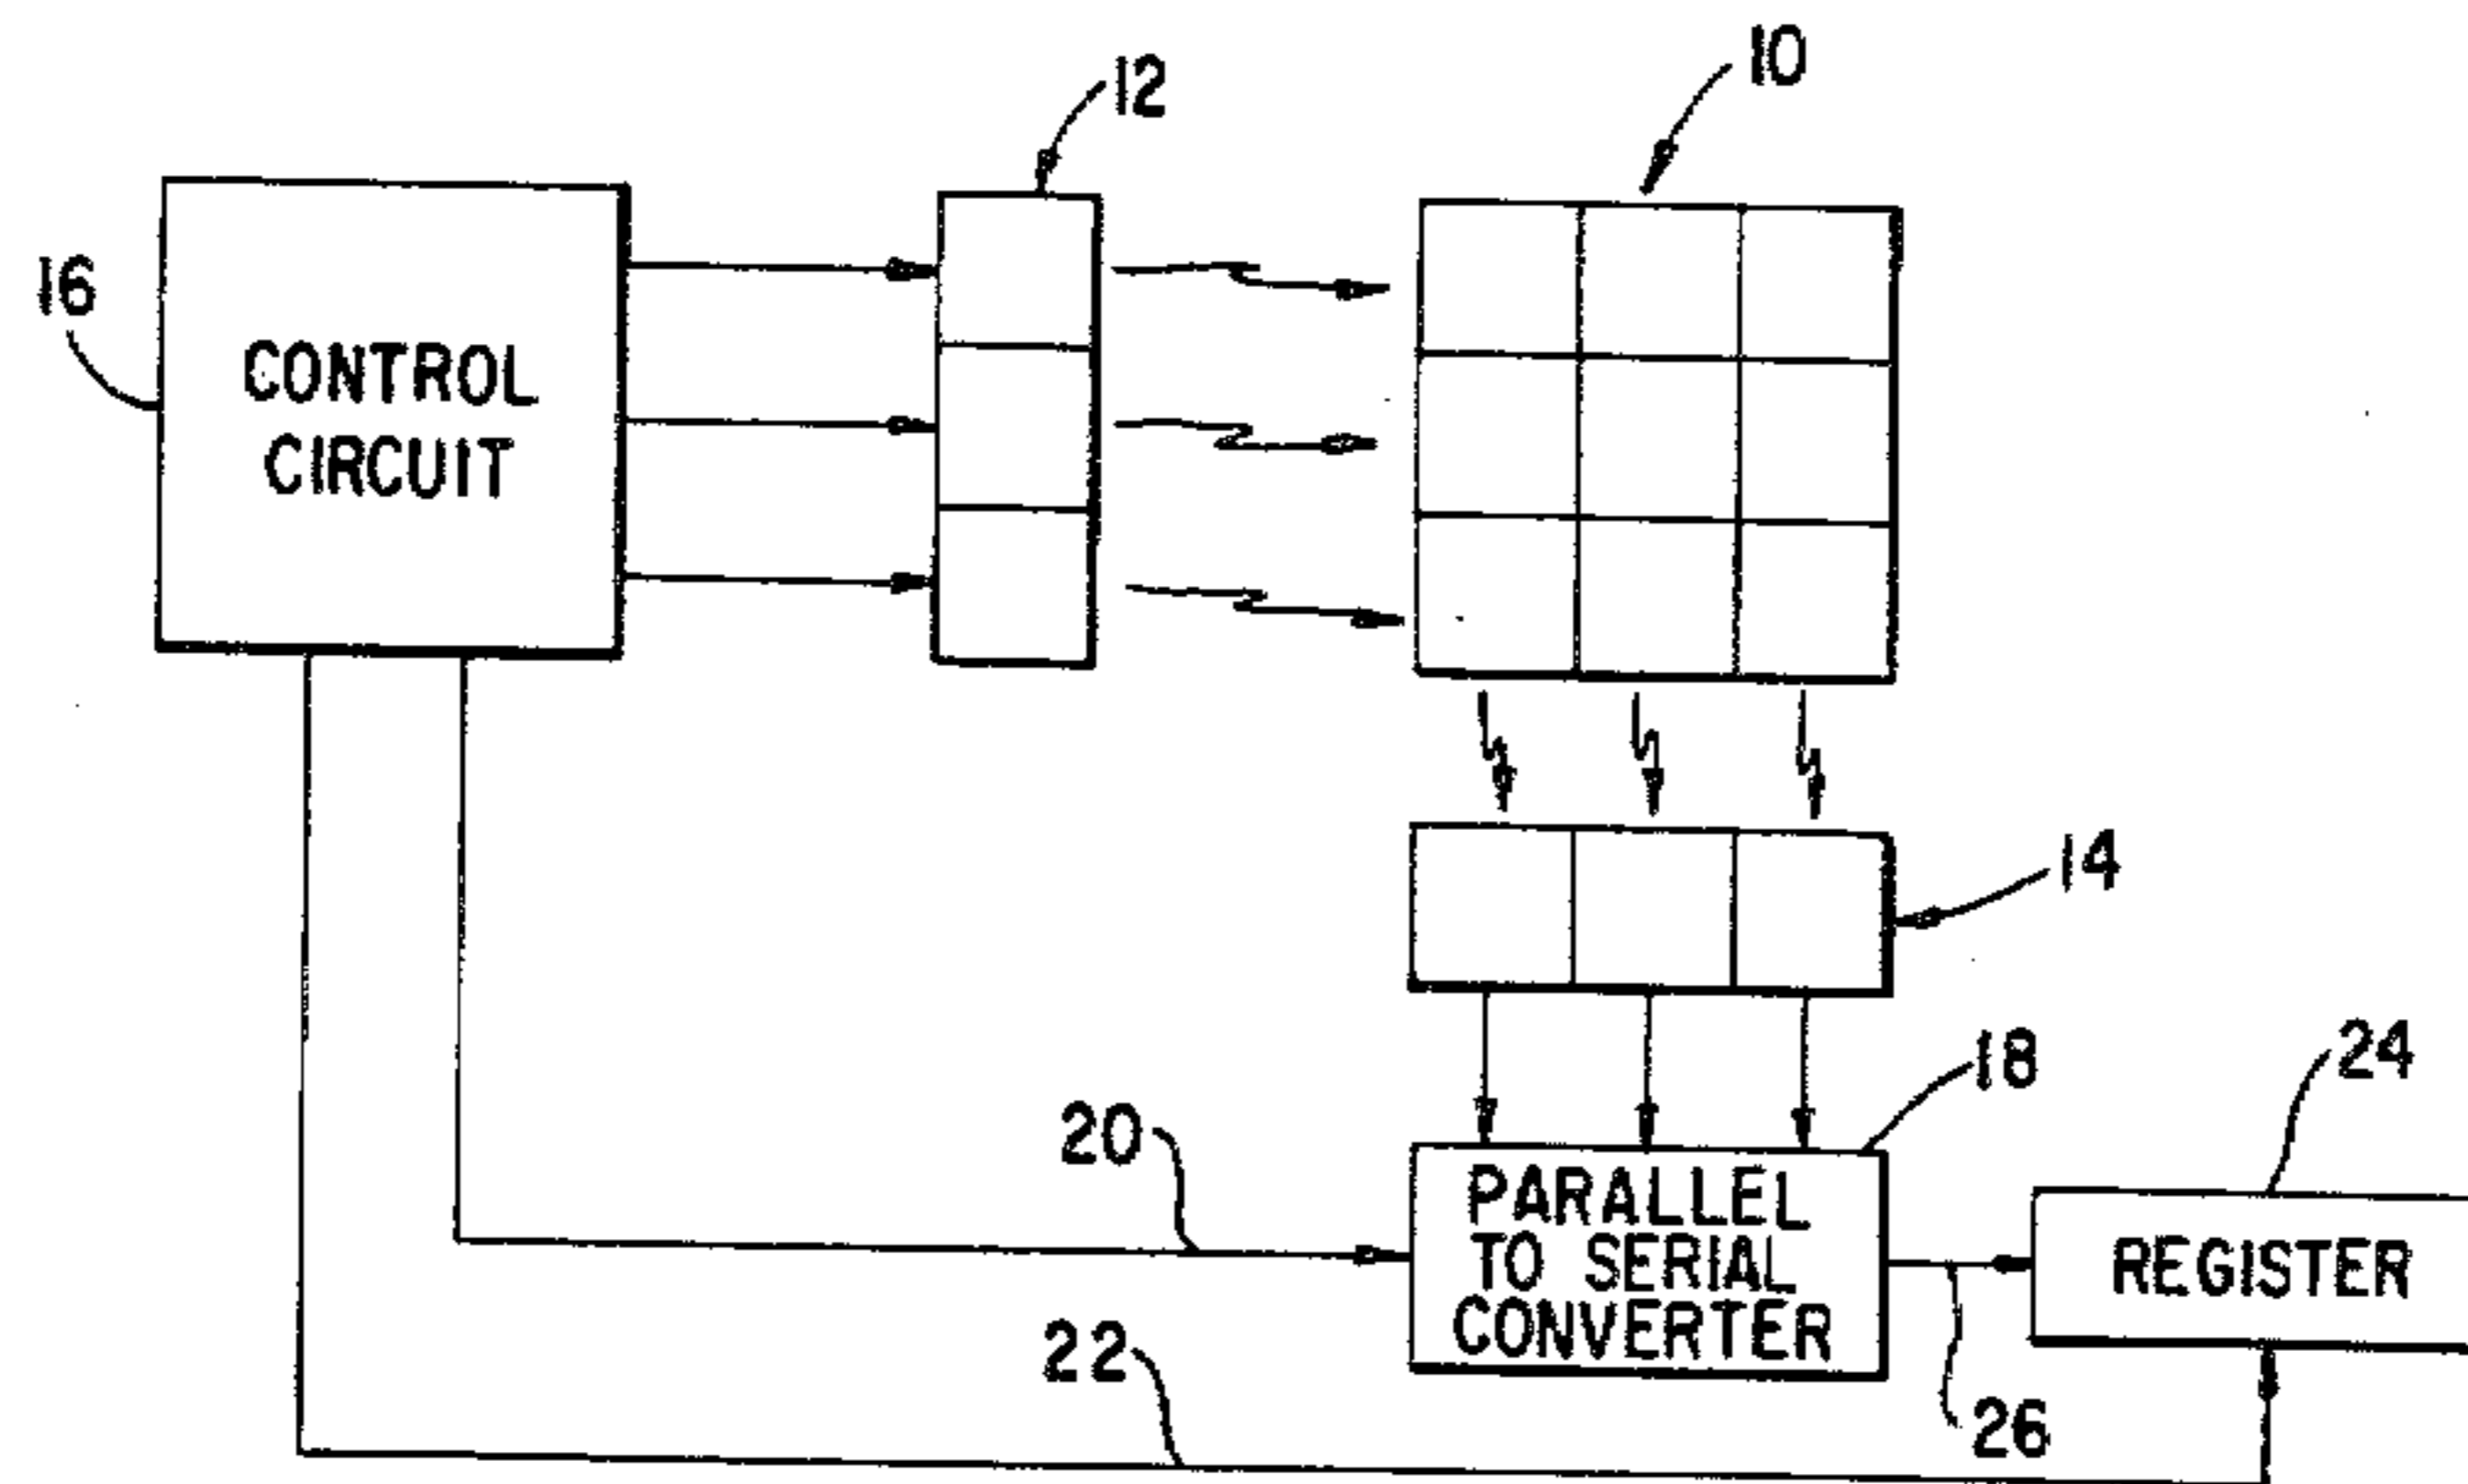 10
12
16
CONTROL
CIRCUIT
14
18
24
20
PARALLEL
TO SERIAL
CONVERTER
REGISTER
22
26